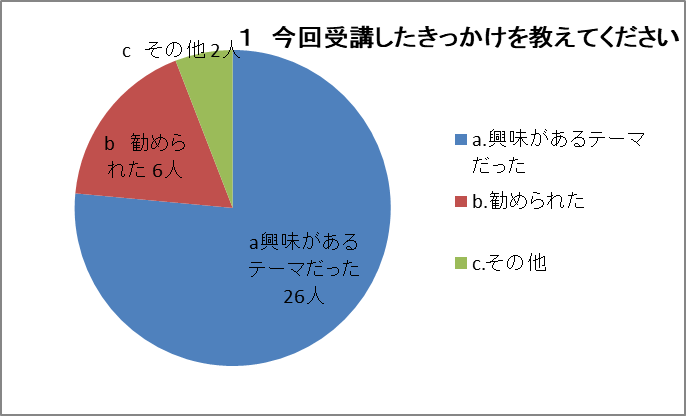 １　今回受講したきっかけを教えてください
c　その他 2人
b　勧めら
れた 6人
a興味がある
テーマだった
26人
a.興味があるテーマ
だった
b.勧められた
c.その他